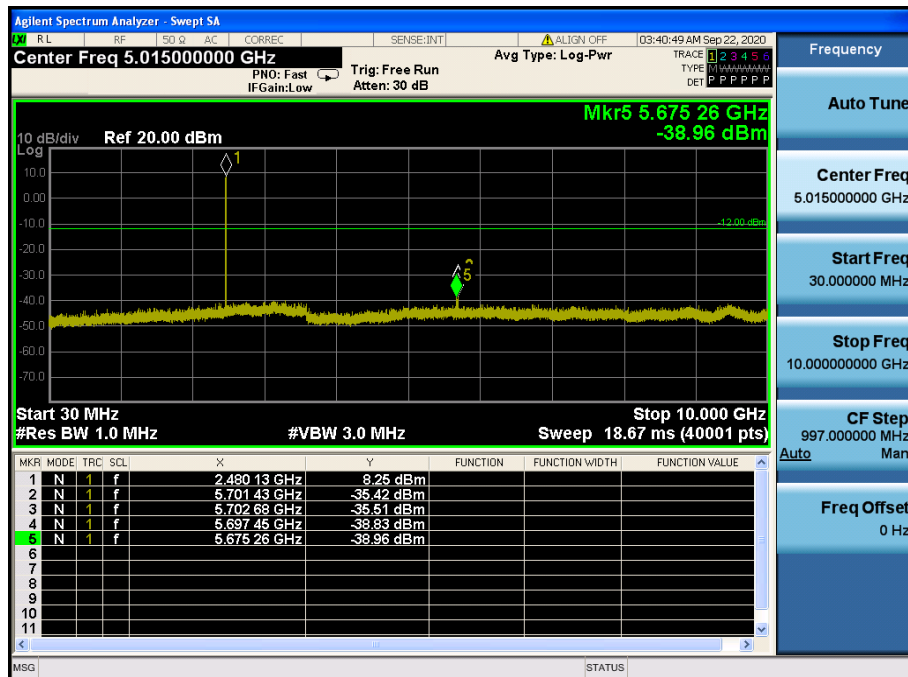 Agilent Spectrum Analyzer - Swept SA
LXI RL RF 50 Ω AC CORREC SENSE:INT ALIGN OFF 03:40:49 AM Sep 22, 2020
Center Freq 5.015000000 GHz
PNO: Fast
IFGain:Low
Trig: Free Run
Atten: 30 dB
Avg Type: Log-Pwr
TRACE 1 2 3 4 5 6
TYPE M W W W W W
DET P P P P P P
Mkr5 5.675 26 GHz
-38.96 dBm
10 dB/div
Log
Ref 20.00 dBm
1
10.0
0.00
-10.0
-12.00 dBm
-20.0
-30.0
5
-40.0
-50.0
-60.0
-70.0
Start 30 MHz
Stop 10.000 GHz
#Res BW 1.0 MHz
#VBW 3.0 MHz
Sweep 18.67 ms (40001 pts)
MKR MODE TRC SCL X Y FUNCTION FUNCTION WIDTH FUNCTION VALUE
1 N 1 f 2.480 13 GHz 8.25 dBm
2 N 1 f 5.701 43 GHz -35.42 dBm
3 N 1 f 5.702 68 GHz -35.51 dBm
4 N 1 f 5.697 45 GHz -38.83 dBm
5 N 1 f 5.675 26 GHz -38.96 dBm
6
7
8
9
10
11
MSG
STATUS
Frequency
Auto Tune
Center Freq
5.015000000 GHz
Start Freq
30.000000 MHz
Stop Freq
10.000000000 GHz
CF Step
997.000000 MHz
Auto Man
Freq Offset
0 Hz